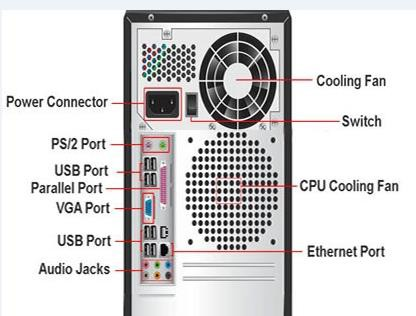 Cooling Fan
Power Connector
Switch
PS/2 Port
USB Port
Parallel Port
CPU Cooling Fan
VGA Port
USB Port
Ethernet Port
Audio Jacks